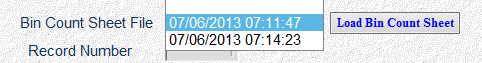 Bin Count Sheet File 07/06/2013 07:11:47 Load Bin Count Sheet
07/06/2013 07:14:23
Record Number